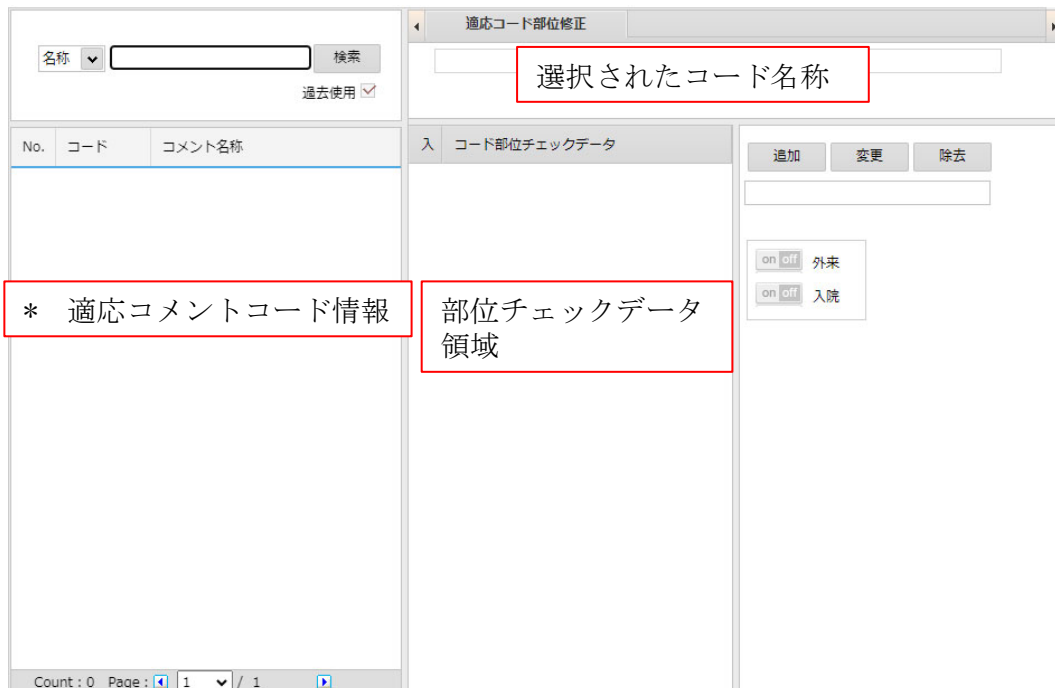 適応コード部位修正
名称 検索
過去使用
選択されたコード名称
No. コード コメント名称
入 コード部位チェックデータ
追加 変更 除去
on off 外来
on off 入院
* 適応コメントコード情報
部位チェックデータ
領域
Count : 0 Page : 1 / 1